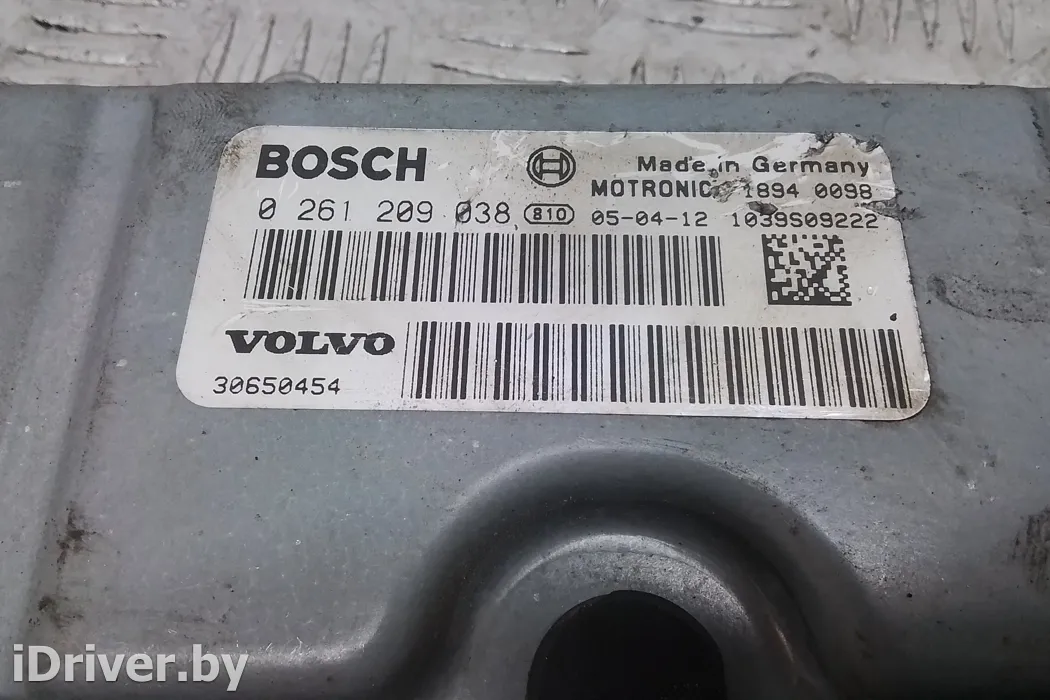 BOSCH
Made in Germany
MOTRONIC 1894 0098
0 261 209 038 810 05-04-12 1039S09222
VOLVO
30650454
iDriver.by